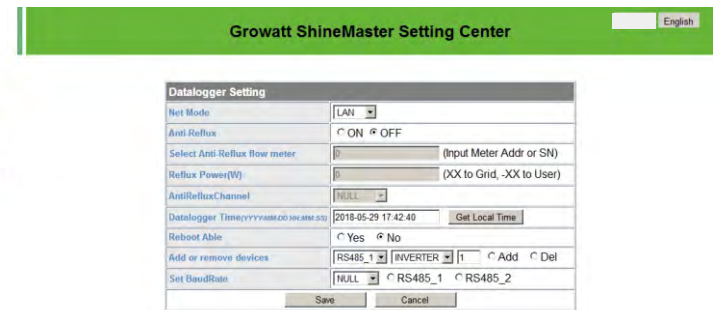 Growatt ShineMaster Setting Center
English
Datalogger Setting
Net Mode LAN
Anti-Reflux ON OFF
Select Anti-Reflux flow meter 0 (Input Meter Addr or SN)
Reflux Power(W) 0 (XX to Grid, -XX to User)
AntiRefluxChannel NULL
Datalogger Time(YYYY-MM-DD HH:MM:SS) 2018-05-29 17:42:40 Get Local Time
Reboot Able Yes No
Add or remove devices RS485_1 INVERTER 1 Add Del
Set BaudRate NULL RS485_1 RS485_2
Save Cancel